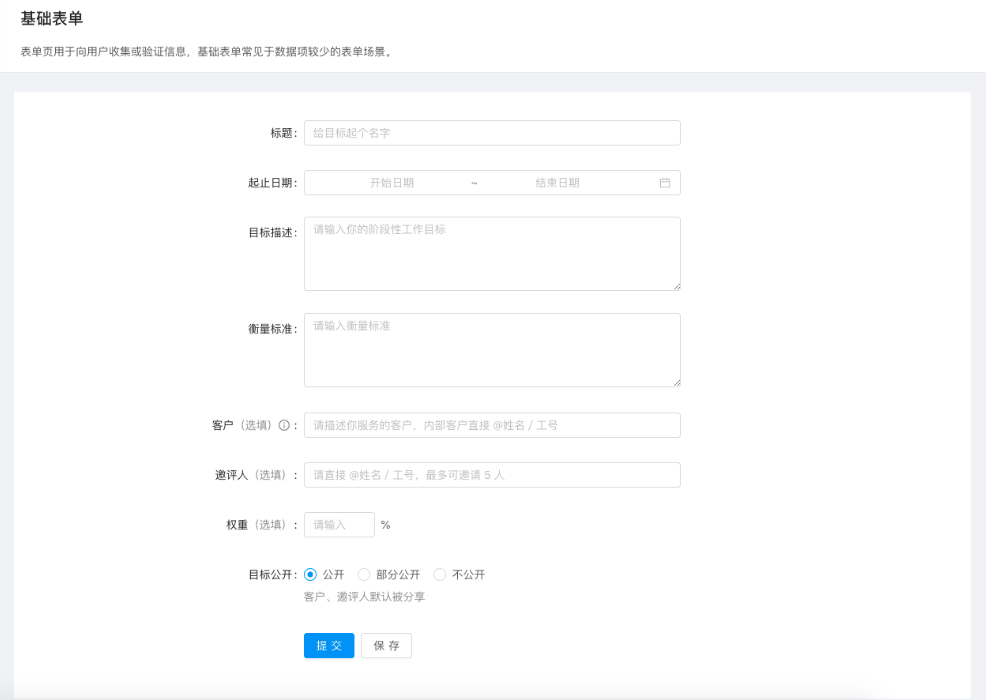 基础表单
表单页用于向用户收集或验证信息，基础表单常见于数据项较少的表单场景。
标题： 给目标起个名字
起止日期： 开始日期 ~ 结束日期
目标描述： 请输入你的阶段性工作目标
衡量标准： 请输入衡量标准
客户（选填）： 请描述你服务的客户，内部客户直接 @姓名 / 工号
邀评人（选填）： 请直接 @姓名 / 工号，最多可邀请 5 人
权重（选填）： 请输入 %
目标公开： 公开 部分公开 不公开
客户、邀评人默认被分享
提 交 保 存